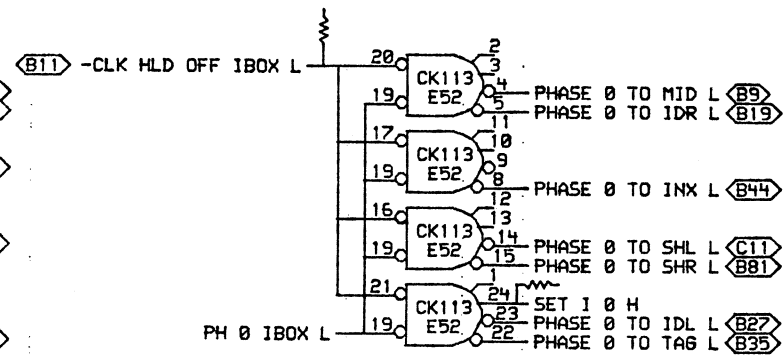 2
B11 -CLK HLD OFF IBOX L 20 CK113 3
4 PHASE 0 TO MID L B9
19 E52 5 PHASE 0 TO IDR L B19
11
17 CK113 10
9
19 E52 8 PHASE 0 TO INX L B44
12
16 CK113 13
14 PHASE 0 TO SHL L C11
19 E52 15 PHASE 0 TO SHR L B81
1
21 CK113 24 SET I 0 H
23 PHASE 0 TO IDL L B27
PH 0 IBOX L 19 E52 22 PHASE 0 TO TAG L B35